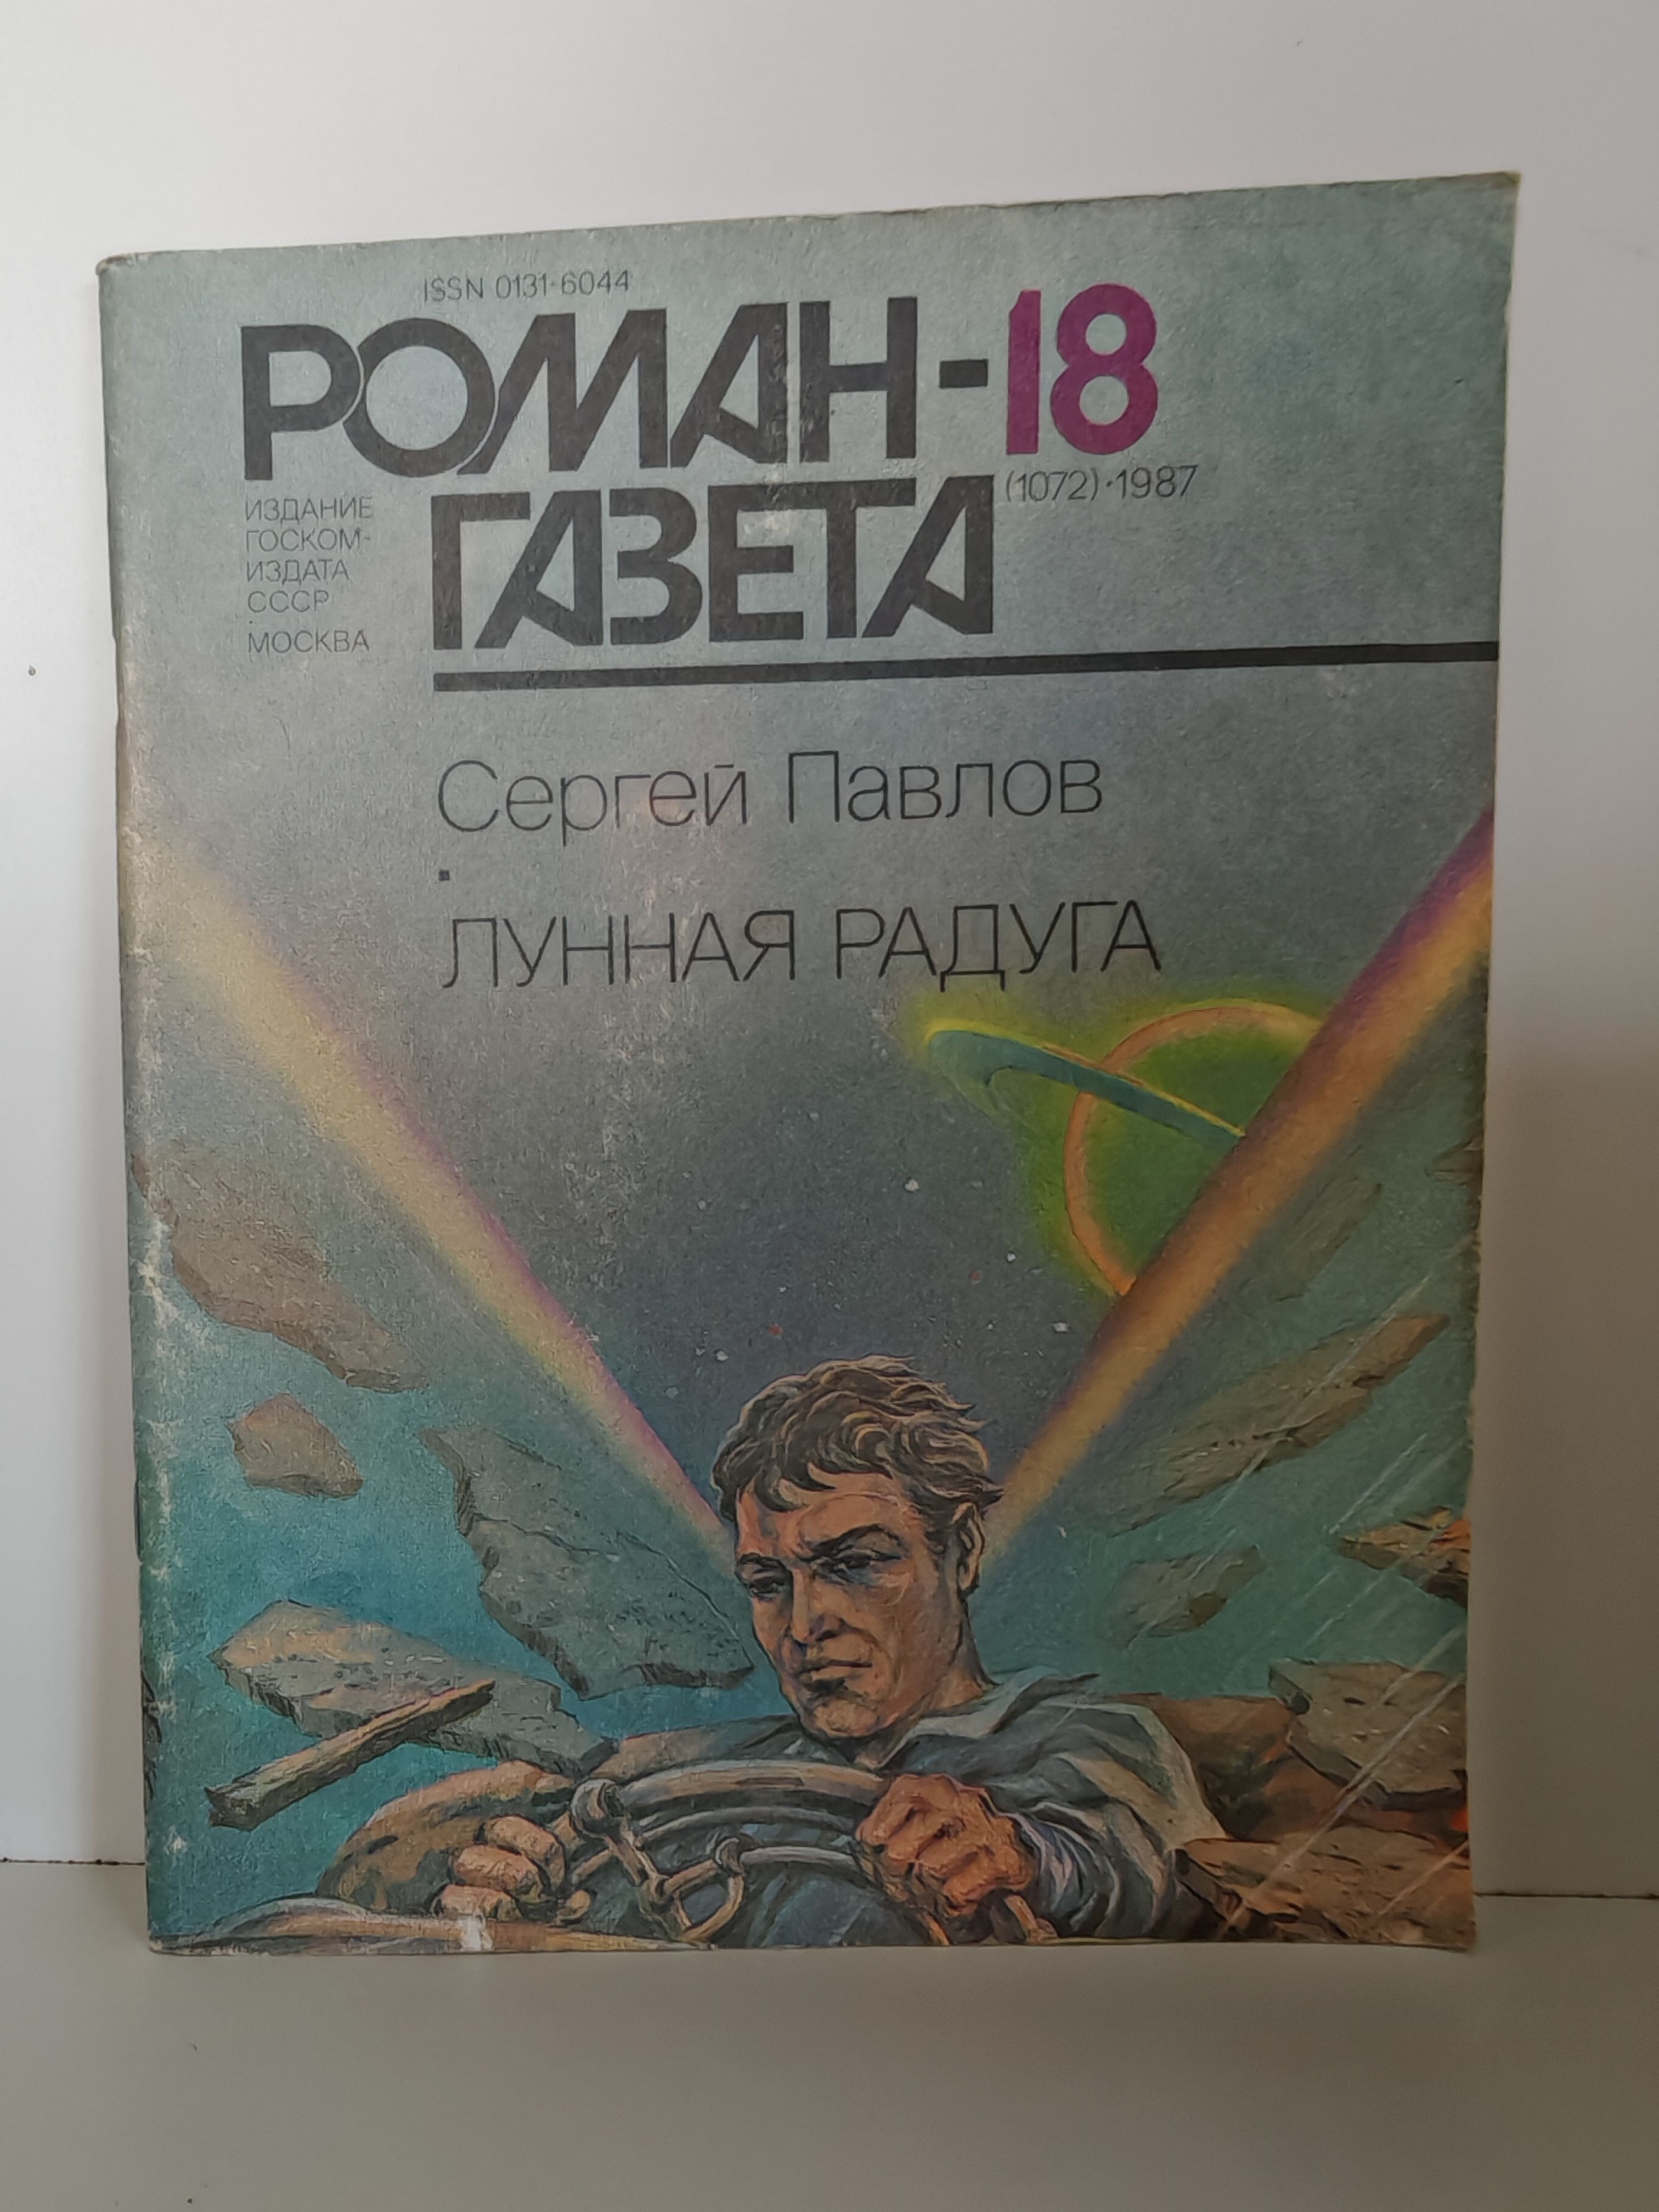 ISSN 0131-6044
РОМАН-18
ГАЗЕТА
(1072)·1987
ИЗДАНИЕ
ГОСКОМ-
ИЗДАТА
СССР
МОСКВА
Сергей Павлов
ЛУННАЯ РАДУГА